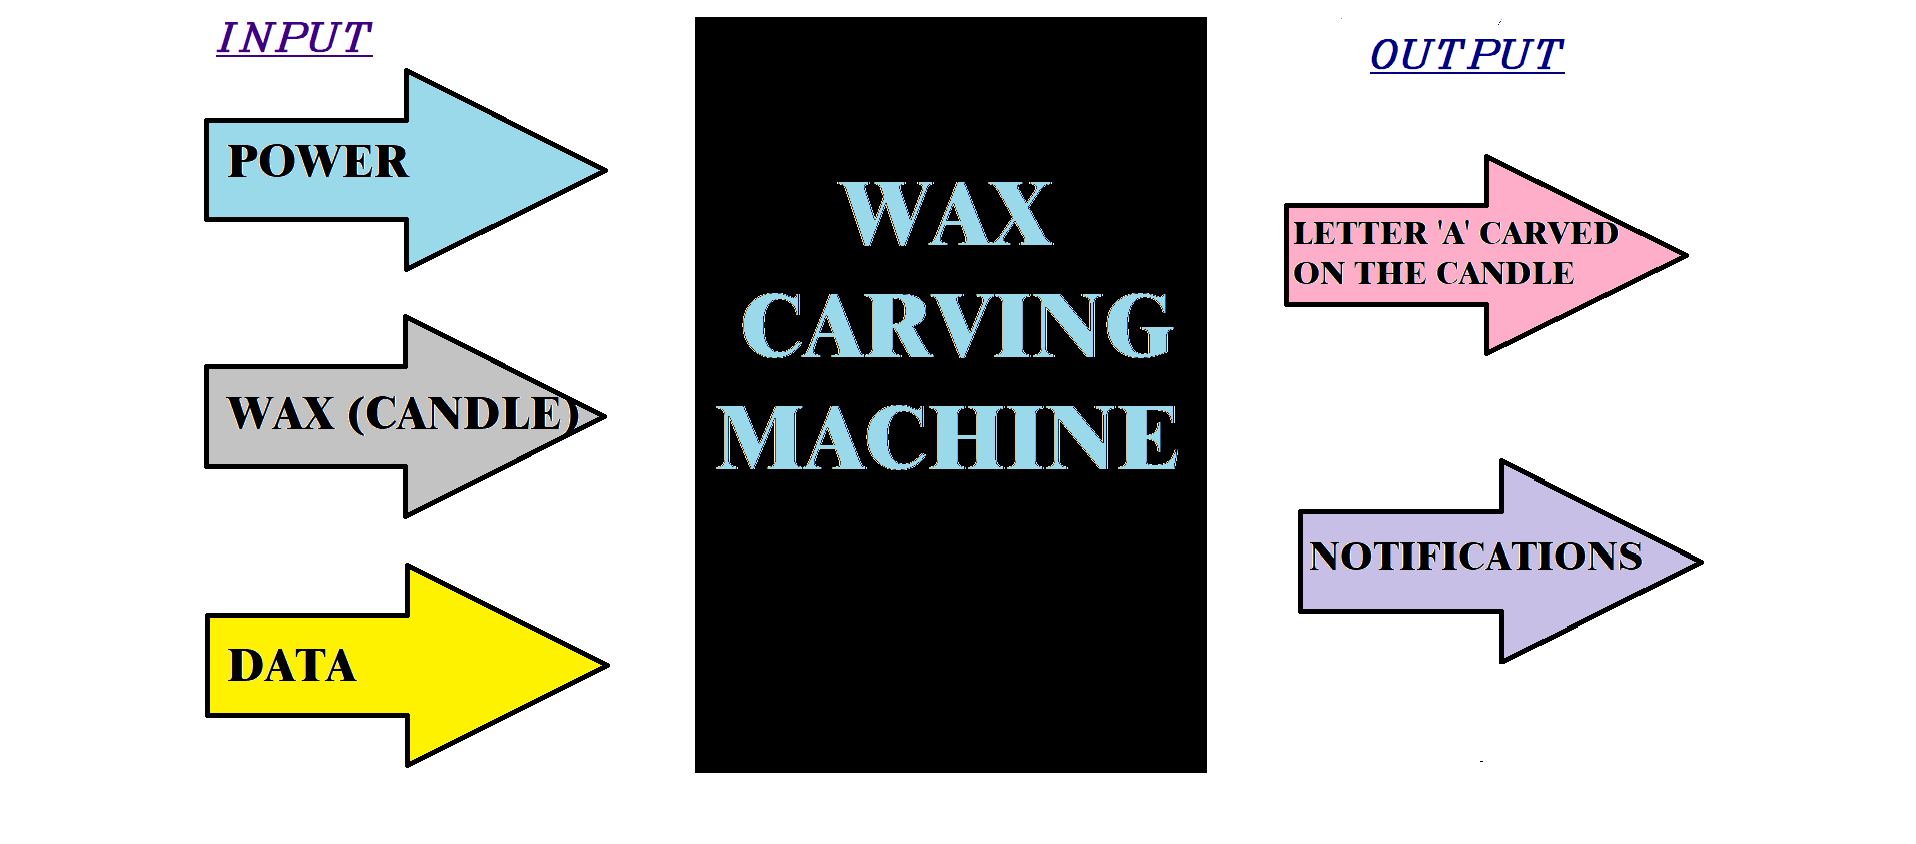 INPUT
POWER
WAX (CANDLE)
DATA
WAX
CARVING
MACHINE
OUTPUT
LETTER 'A' CARVED
ON THE CANDLE
NOTIFICATIONS